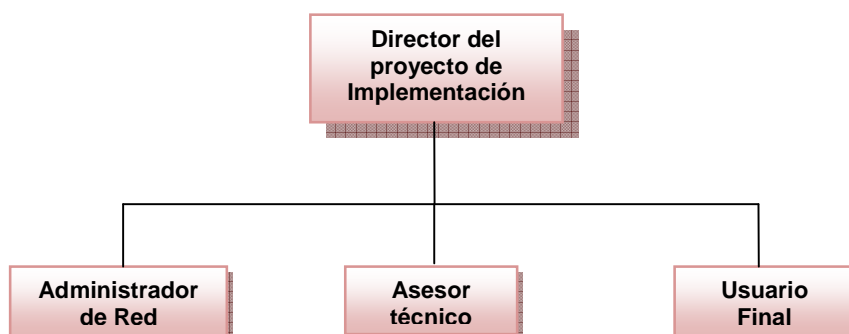 Director del
proyecto de
Implementación
Administrador
de Red
Asesor
técnico
Usuario
Final